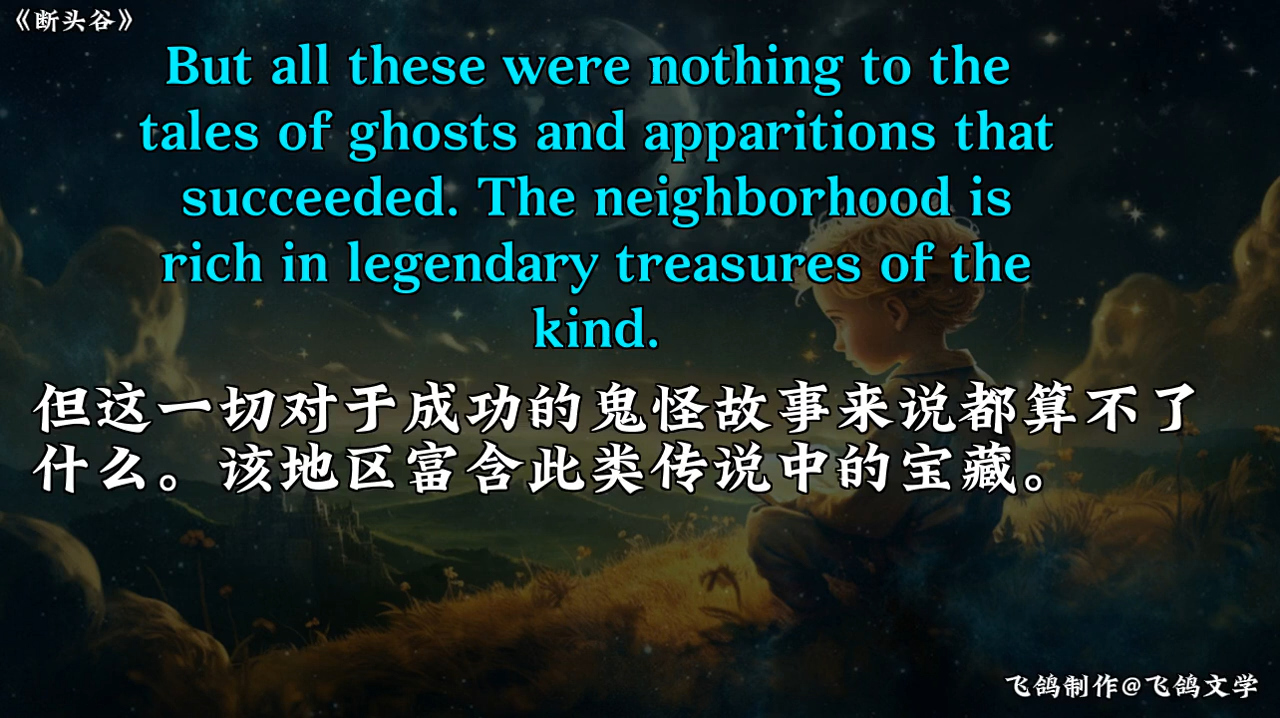 《断头谷》
But all these were nothing to the
tales of ghosts and apparitions that
succeeded. The neighborhood is
rich in legendary treasures of the
kind.
但这一切对于成功的鬼怪故事来说都算不了
什么。该地区富含此类传说中的宝藏。
飞鸽制作@飞鸽文学